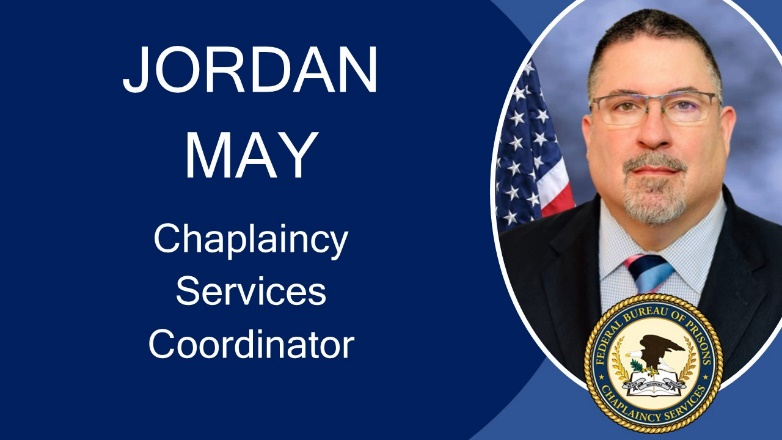 JORDAN
MAY
Chaplaincy
Services
Coordinator
FEDERAL BUREAU OF PRISONS
CHAPLAINCY SERVICES